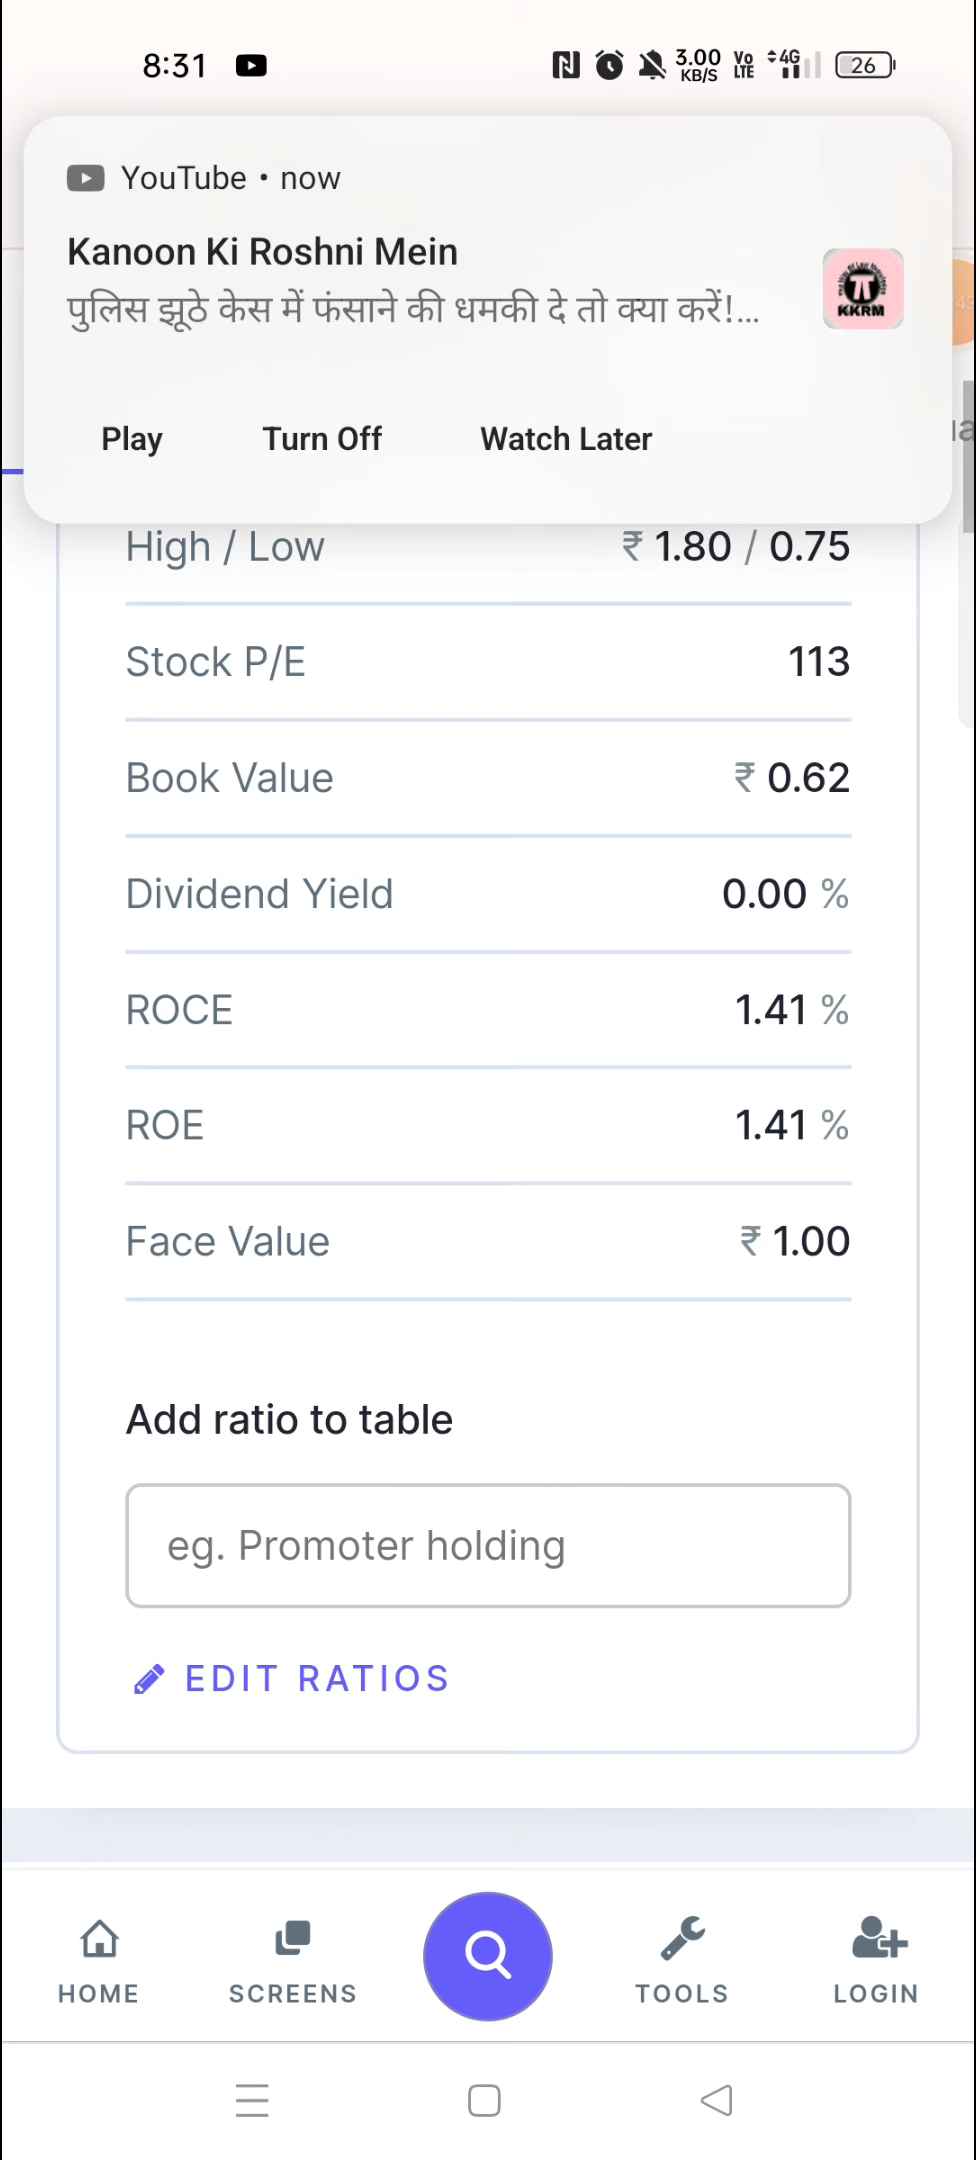 8:31 3.00 KB/S Vo LTE 4G 26
YouTube • now
Kanoon Ki Roshni Mein
पुलिस झूठे केस में फंसाने की धमकी दे तो क्या करें!...
KKRM
Play Turn Off Watch Later
High / Low ₹ 1.80 / 0.75
Stock P/E 113
Book Value ₹ 0.62
Dividend Yield 0.00 %
ROCE 1.41 %
ROE 1.41 %
Face Value ₹ 1.00
Add ratio to table
eg. Promoter holding
EDIT RATIOS
HOME SCREENS TOOLS LOGIN